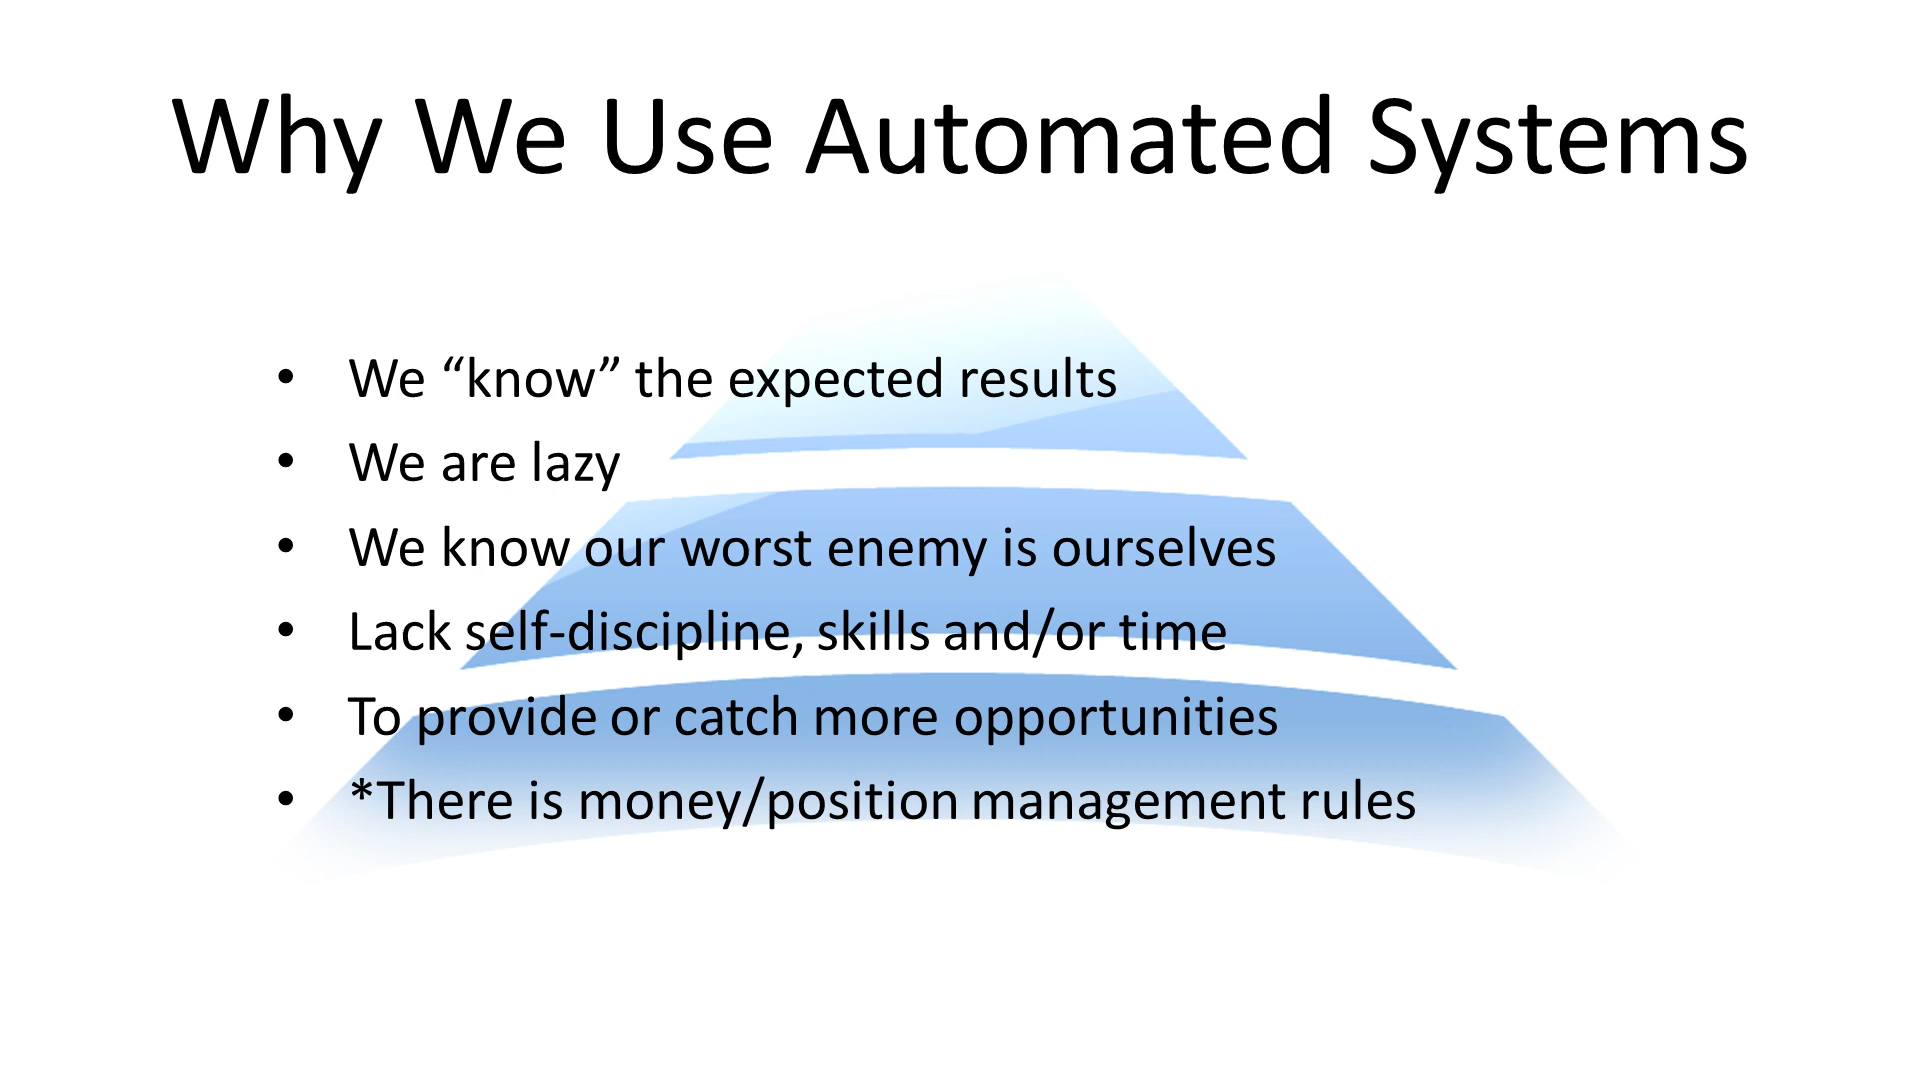 Why We Use Automated Systems
• We “know” the expected results
• We are lazy
• We know our worst enemy is ourselves
• Lack self-discipline, skills and/or time
• To provide or catch more opportunities
• *There is money/position management rules